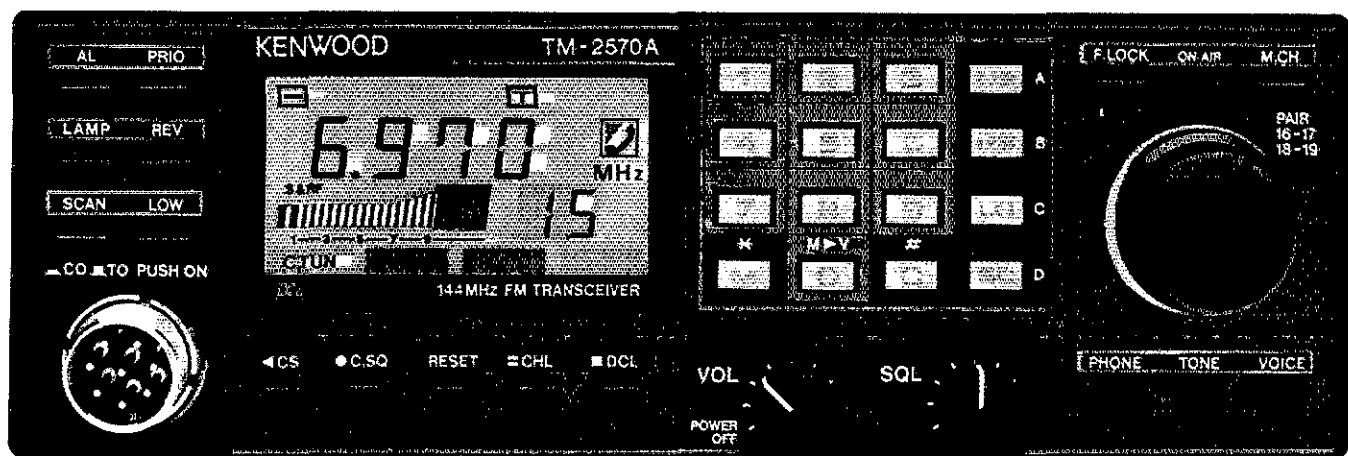 AL PRIO
LAMP REV
SCAN LOW
CO TO PUSH ON
KENWOOD TM-2570A
6.970
MHz
S & RF
15
C.TUN
144MHz FM TRANSCEIVER
◄CS ●C.SQ RESET CHL ■DCL
A
B
C
✱ M►V #
D
VOL SQL
POWER
OFF
F.LOCK ON AIR M.CH
PAIR
16-17
18-19
PHONE TONE VOICE